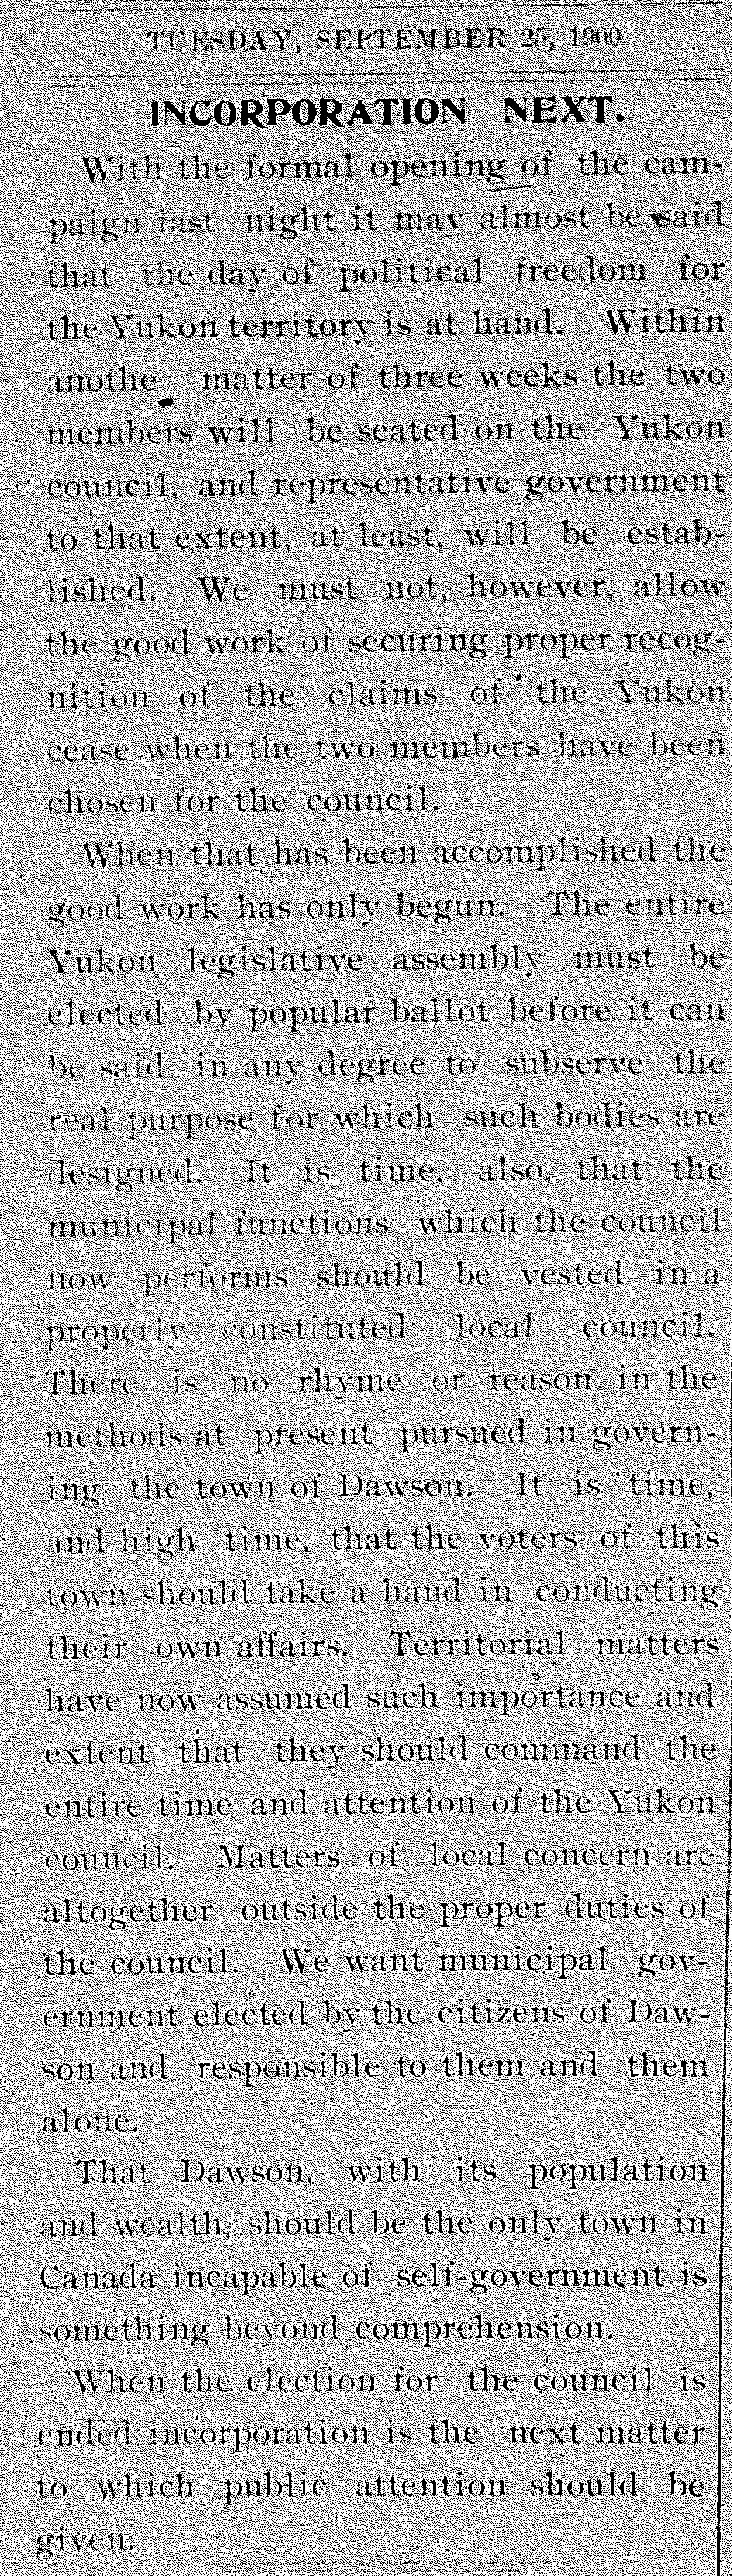 TUESDAY, SEPTEMBER 25, 1900
INCORPORATION NEXT.
With the formal opening of the cam-
paign last night it may almost be said
that the day of political freedom for
the Yukon territory is at hand. Within
anothe matter of three weeks the two
members will be seated on the Yukon
council, and representative government
to that extent, at least, will be estab-
lished. We must not, however, allow
the good work of securing proper recog-
nition of the claims of the Yukon
cease when the two members have been
chosen for the council.
When that has been accomplished the
good work has only begun. The entire
Yukon legislative assembly must be
elected by popular ballot before it can
be said in any degree to subserve the
real purpose for which such bodies are
designed. It is time, also, that the
municipal functions which the council
now performs should be vested in a
properly constituted local council.
There is no rhyme or reason in the
methods at present pursued in govern-
ing the town of Dawson. It is time,
and high time, that the voters of this
town should take a hand in conducting
their own affairs. Territorial matters
have now assumed such importance and
extent that they should command the
entire time and attention of the Yukon
council. Matters of local concern are
altogether outside the proper duties of
the council. We want municipal gov-
ernment elected by the citizens of Daw-
son and responsible to them and them
alone.
That Dawson, with its population
and wealth, should be the only town in
Canada incapable of self-government is
something beyond comprehension.
When the election for the council is
ended incorporation is the next matter
to which public attention should be
given.